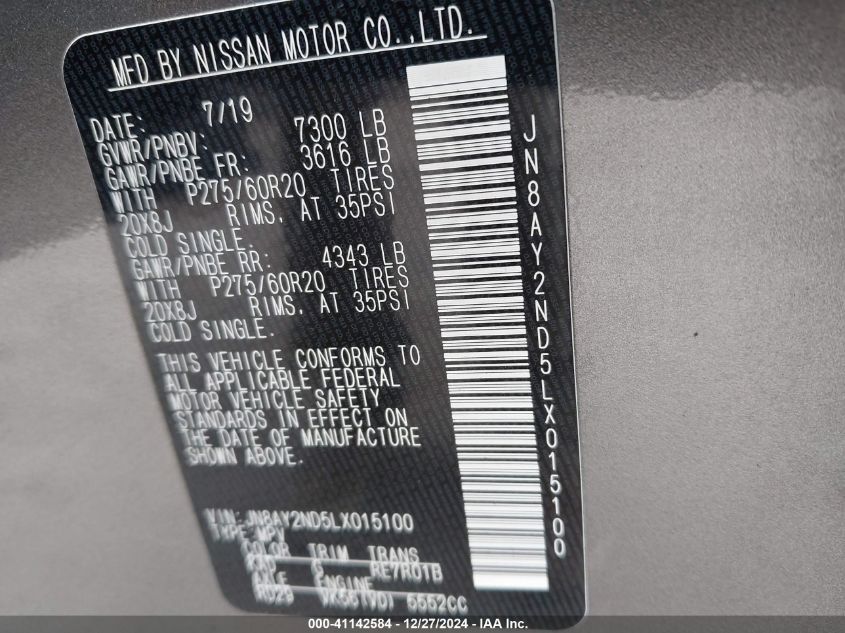 MFD BY NISSAN MOTOR CO.,LTD.
DATE: 7/19
GVWR/PNBV: 7300 LB
GAWR/PNBE FR: 3616 LB
WITH P275/60R20 TIRES
20X8J RIMS. AT 35PSI
COLD SINGLE.
GAWR/PNBE RR: 4343 LB
WITH P275/60R20 TIRES
20X8J RIMS. AT 35PSI
COLD SINGLE.
THIS VEHICLE CONFORMS TO
ALL APPLICABLE FEDERAL
MOTOR VEHICLE SAFETY
STANDARDS IN EFFECT ON
THE DATE OF MANUFACTURE
SHOWN ABOVE.
VIN: JN8AY2ND5LX015100
TYPE: MPV
COLOR TRIM TRANS
G RE7R01B
AXLE ENGINE
5552CC
JN8AY2ND5LX015100
000-41142584 - 12/27/2024 - IAA Inc.